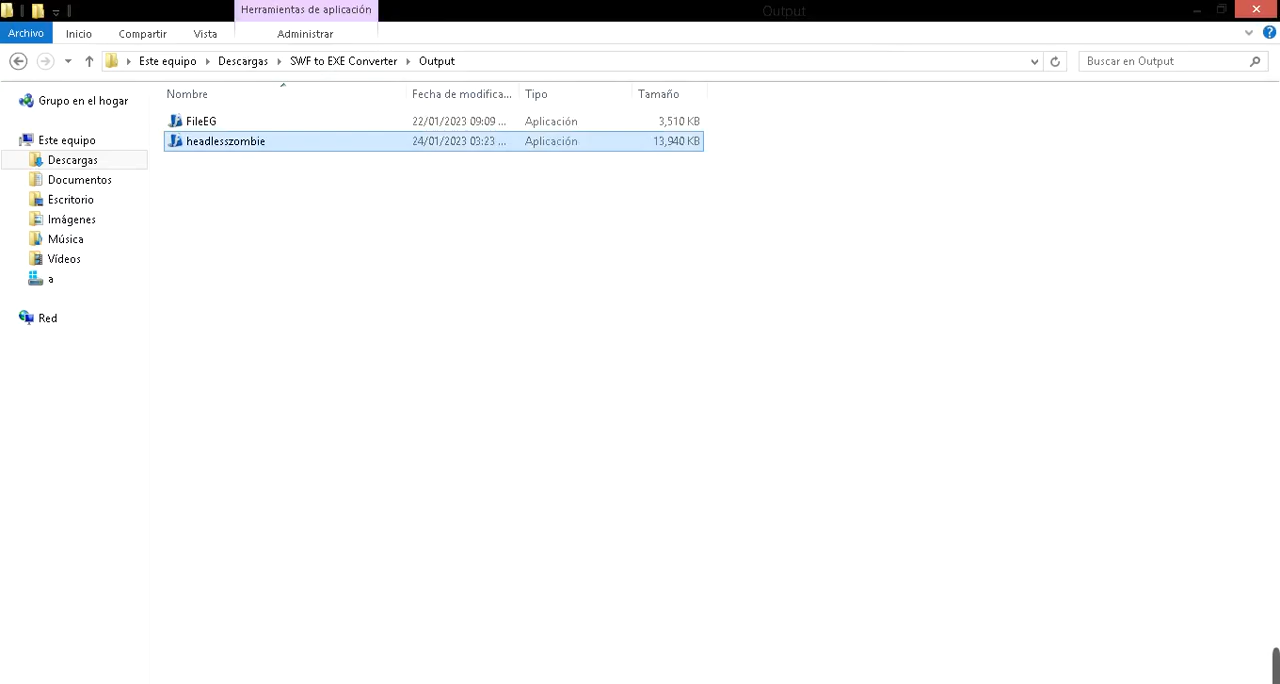 Herramientas de aplicación
Output
Archivo Inicio Compartir Vista Administrar
Este equipo Descargas SWF to EXE Converter Output Buscar en Output
Nombre Fecha de modifica... Tipo Tamaño
FileEG 22/01/2023 09:09 ... Aplicación 3,510 KB
headlesszombie 24/01/2023 03:23 ... Aplicación 13,940 KB
Grupo en el hogar
Este equipo
Descargas
Documentos
Escritorio
Imágenes
Música
Vídeos
a
Red